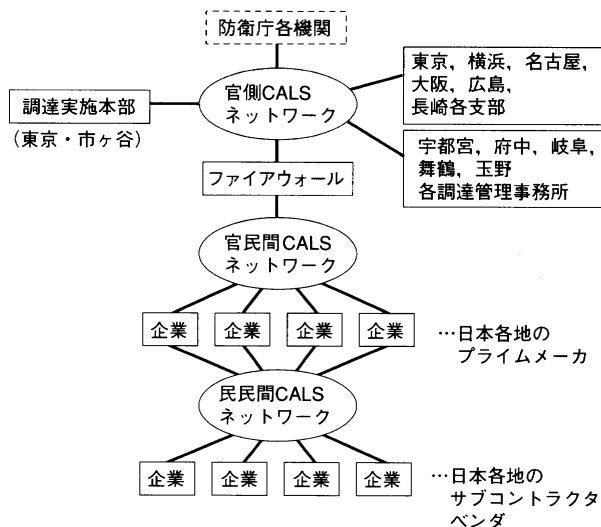 防衛庁各機関
官側CALS
ネットワーク
調達実施本部
(東京・市ヶ谷)
東京，横浜，名古屋，
大阪，広島，
長崎各支部
宇都宮，府中，岐阜，
舞鶴，玉野
各調達管理事務所
ファイアウォール
官民間CALS
ネットワーク
企業 企業 企業 企業
…日本各地の
プライムメーカ
民民間CALS
ネットワーク
企業 企業 企業 企業
…日本各地の
サブコントラクタ
ベンダ